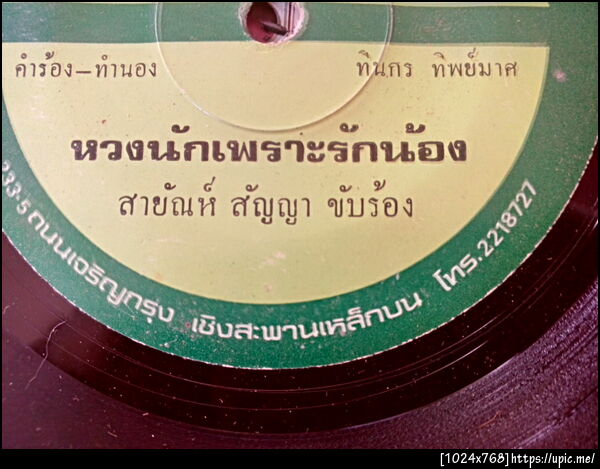 คำร้อง–ทำนอง ทินกร ทิพย์มาศ
หวงนักเพราะรักน้อง
สายัณห์ สัญญา ขับร้อง
233-5 ถนนเจริญกรุง เชิงสะพานเหล็กบน โทร. 2218727
[1024x768]https://upic.me/